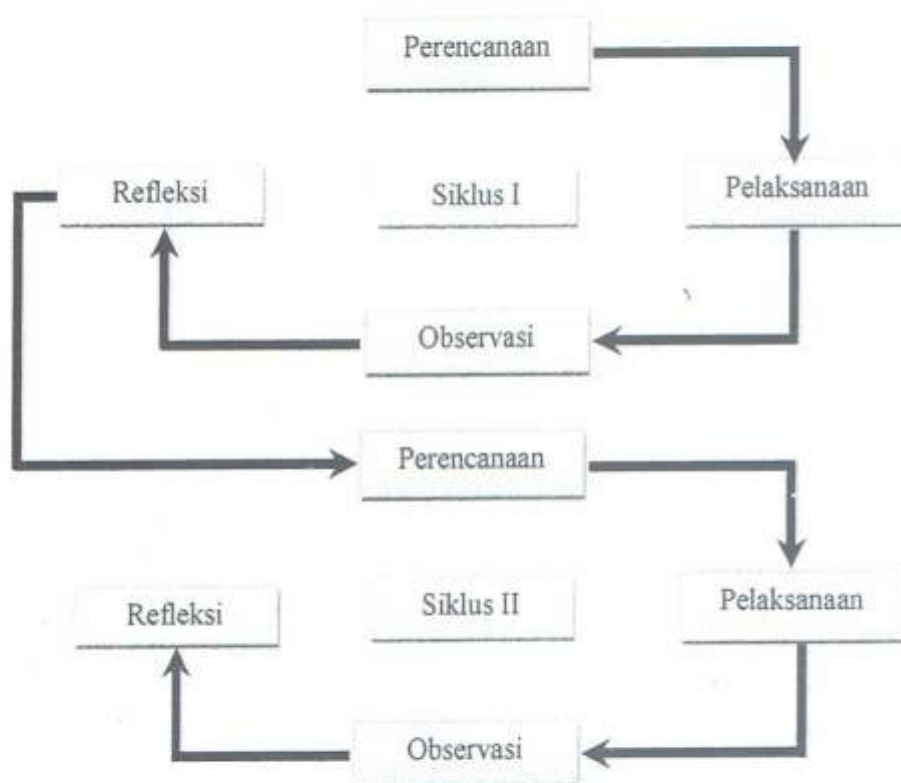 Perencanaan
Refleksi
Siklus I
Pelaksanaan
Observasi
Perencanaan
Refleksi
Siklus II
Pelaksanaan
Observasi